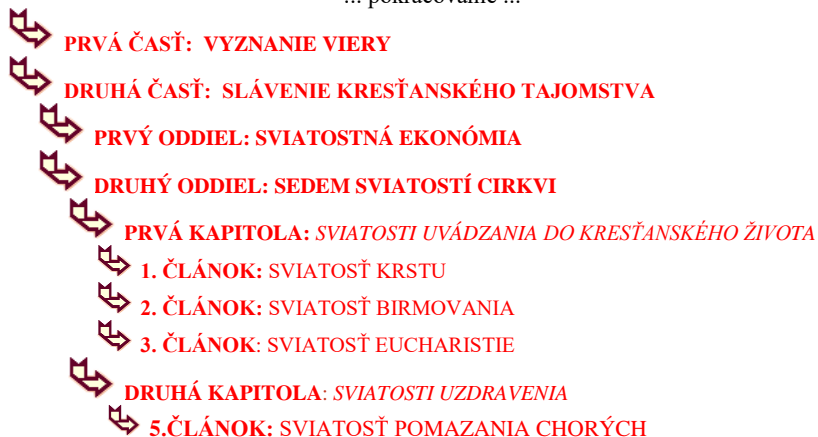 ... pokračovanie ...
PRVÁ ČASŤ: VYZNANIE VIERY
DRUHÁ ČASŤ: SLÁVENIE KRESŤANSKÉHO TAJOMSTVA
PRVÝ ODDIEL: SVIATOSTNÁ EKONÓMIA
DRUHÝ ODDIEL: SEDEM SVIATOSTÍ CIRKVI
PRVÁ KAPITOLA: SVIATOSTI UVÁDZANIA DO KRESŤANSKÉHO ŽIVOTA
1. ČLÁNOK: SVIATOSŤ KRSTU
2. ČLÁNOK: SVIATOSŤ BIRMOVANIA
3. ČLÁNOK: SVIATOSŤ EUCHARISTIE
DRUHÁ KAPITOLA: SVIATOSTI UZDRAVENIA
5.ČLÁNOK: SVIATOSŤ POMAZANIA CHORÝCH